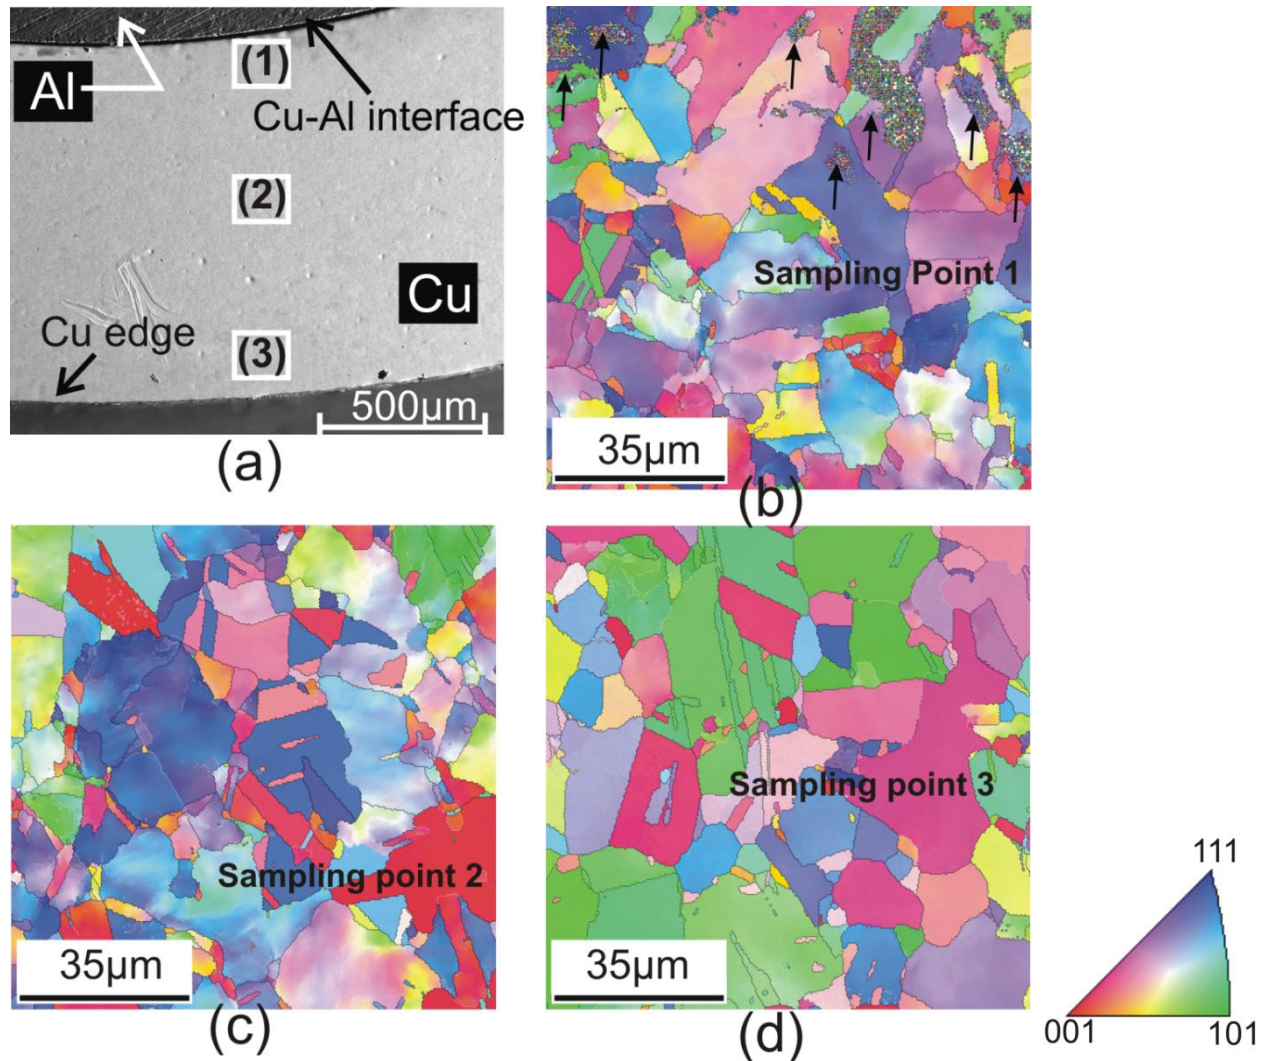 (1)
Al
Cu-Al interface
(2)
Cu
Cu edge
(3)
500µm
(a)
Sampling Point 1
35µm
(b)
Sampling point 2
35µm
(c)
Sampling point 3
35µm
(d)
111
001
101